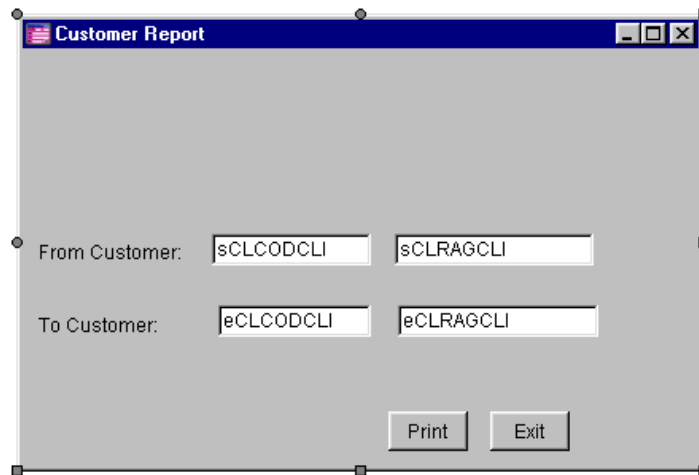 Customer Report
From Customer: sCLCODCLI sCLRAGCLI
To Customer: eCLCODCLI eCLRAGCLI
Print Exit